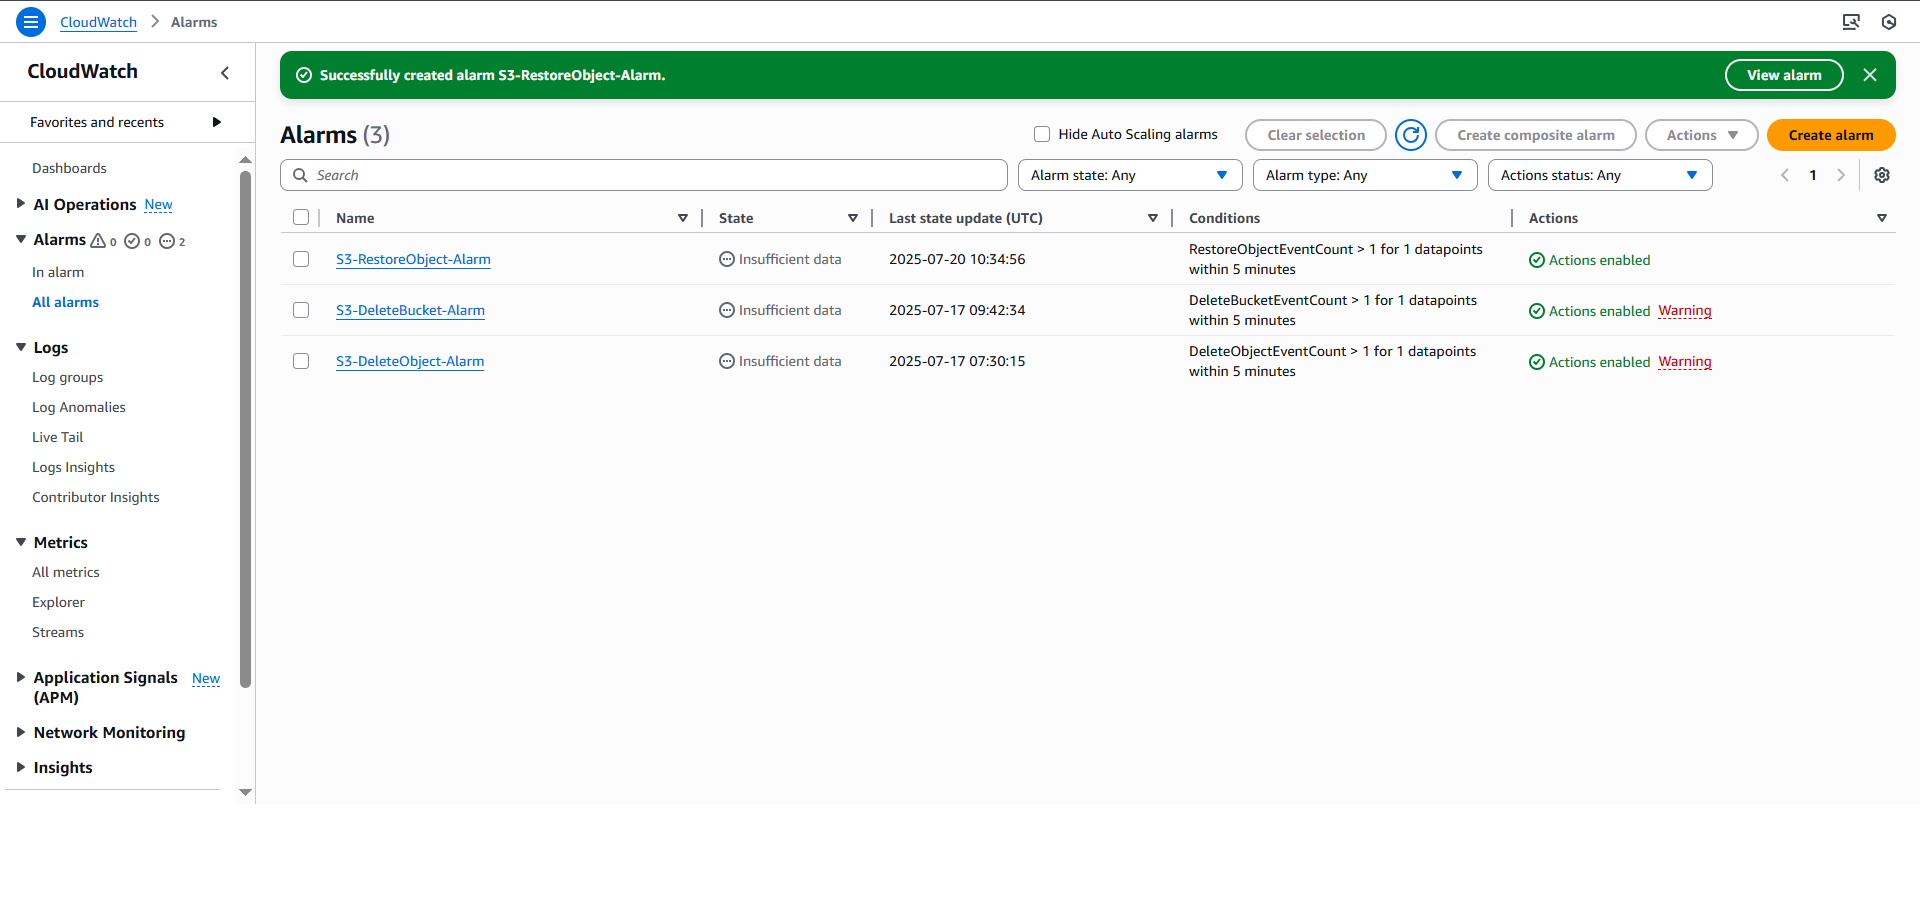 CloudWatch > Alarms
CloudWatch
Favorites and recents
Dashboards
AI Operations New
Alarms 0 0 2
In alarm
All alarms
Logs
Log groups
Log Anomalies
Live Tail
Logs Insights
Contributor Insights
Metrics
All metrics
Explorer
Streams
Application Signals New
(APM)
Network Monitoring
Insights
Successfully created alarm S3-RestoreObject-Alarm. View alarm
Alarms (3) Hide Auto Scaling alarms Clear selection Create composite alarm Actions Create alarm
Search Alarm state: Any Alarm type: Any Actions status: Any 1
Name State Last state update (UTC) Conditions Actions
S3-RestoreObject-Alarm Insufficient data 2025-07-20 10:34:56 RestoreObjectEventCount > 1 for 1 datapoints Actions enabled
within 5 minutes
S3-DeleteBucket-Alarm Insufficient data 2025-07-17 09:42:34 DeleteBucketEventCount > 1 for 1 datapoints Actions enabled Warning
within 5 minutes
S3-DeleteObject-Alarm Insufficient data 2025-07-17 07:30:15 DeleteObjectEventCount > 1 for 1 datapoints Actions enabled Warning
within 5 minutes